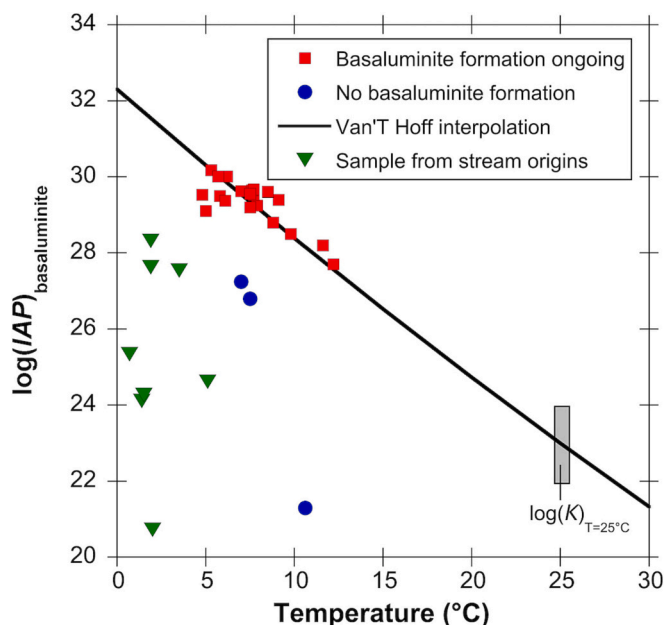 34
32
30
28
26
24
22
20
log(IAP)basaluminite
Basaluminite formation ongoing
No basaluminite formation
Van'T Hoff interpolation
Sample from stream origins
log(K)T=25°C
0 5 10 15 20 25 30
Temperature (°C)